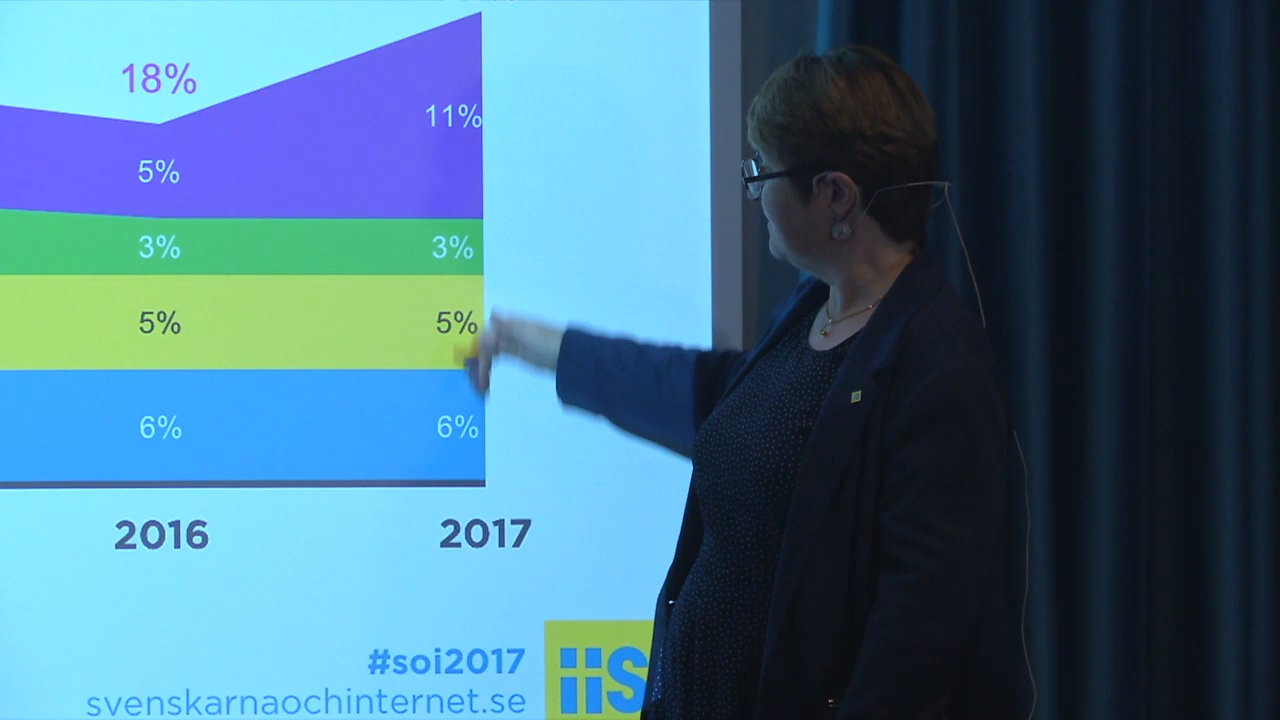 18%
11%
5%
3% 3%
5% 5%
6% 6%
2016 2017
#soi2017
svenskarnaochinternet.se
iis